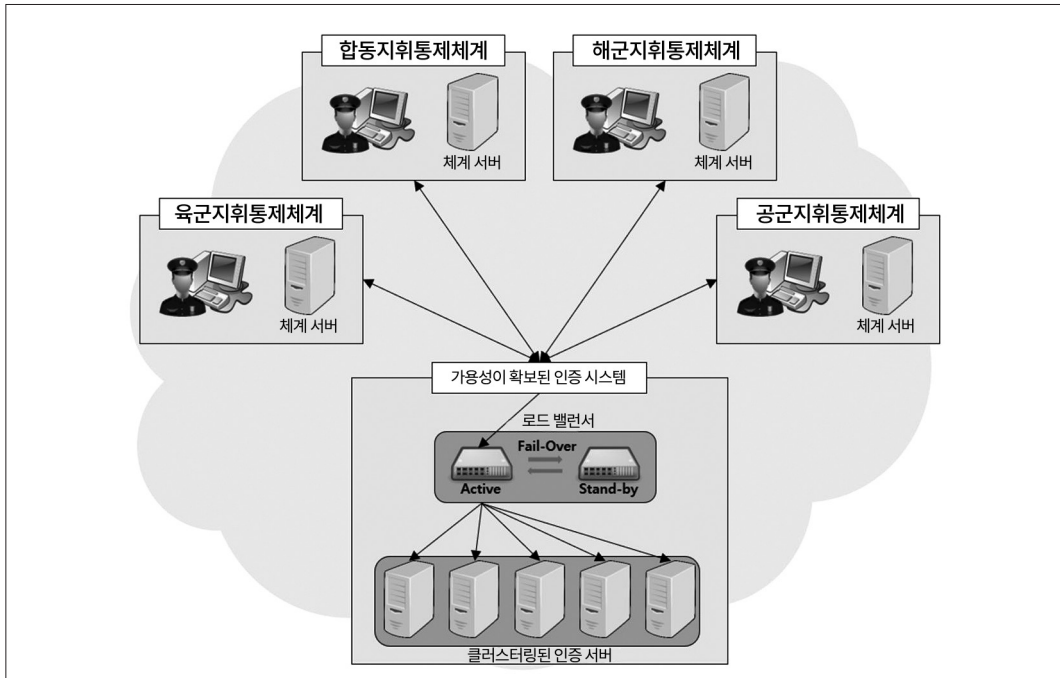 합동지휘통제체계
해군지휘통제체계
체계 서버
체계 서버
육군지휘통제체계
공군지휘통제체계
체계 서버
체계 서버
가용성이 확보된 인증 시스템
로드 밸런서
Fail-Over
Active
Stand-by
클러스터링된 인증 서버